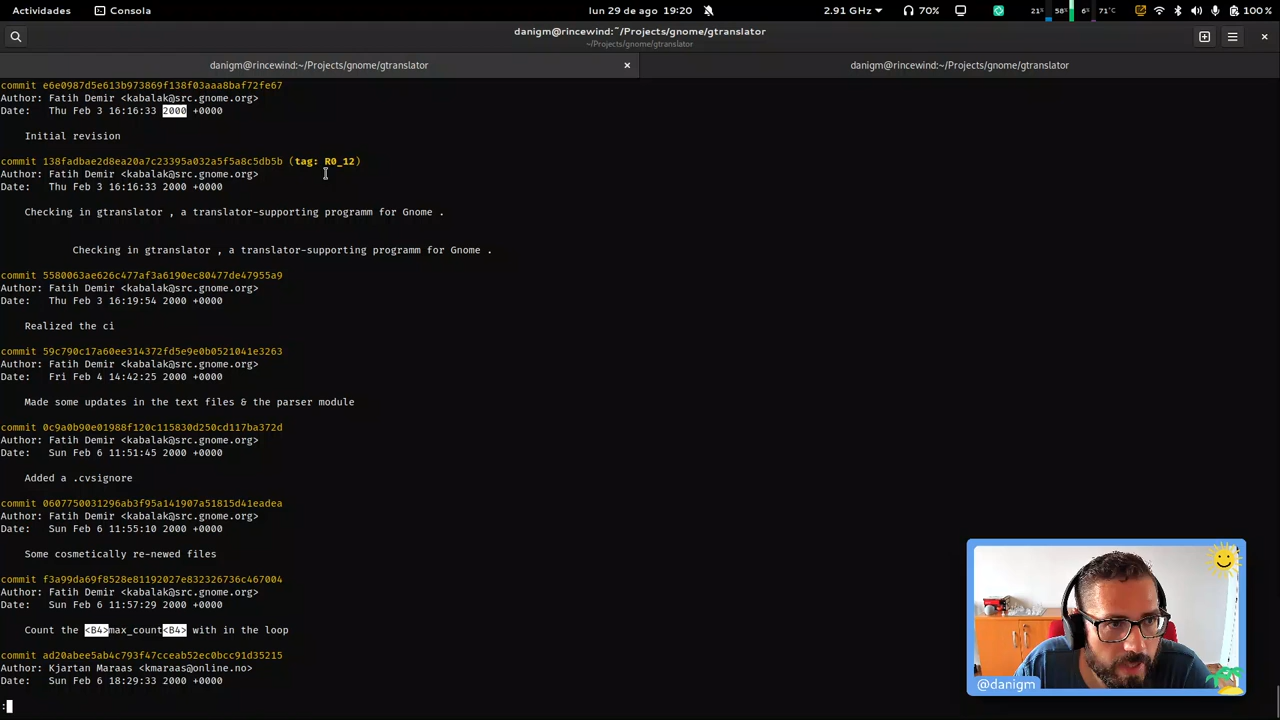 Actividades
Consola
lun 29 de ago 19:20
2.91 GHz
70%
21%
58%
6%
71°C
100 %
danigm@rincewind:~/Projects/gnome/gtranslator
~/Projects/gnome/gtranslator
danigm@rincewind:~/Projects/gnome/gtranslator
danigm@rincewind:~/Projects/gnome/gtranslator
commit e6e0987d5e613b973869f138f03aaa8baf72fe67
Author: Fatih Demir <kabalak@src.gnome.org>
Date:   Thu Feb 3 16:16:33 2000 +0000
Initial revision
commit 138fadbae2d8ea20a7c23395a032a5f5a8c5db5b (tag: R0_12)
Author: Fatih Demir <kabalak@src.gnome.org>
Date:   Thu Feb 3 16:16:33 2000 +0000
Checking in gtranslator , a translator-supporting programm for Gnome .
Checking in gtranslator , a translator-supporting programm for Gnome .
commit 5580063ae626c477af3a6190ec80477de47955a9
Author: Fatih Demir <kabalak@src.gnome.org>
Date:   Thu Feb 3 16:19:54 2000 +0000
Realized the ci
commit 59c790c17a60ee314372fd5e9e0b0521041e3263
Author: Fatih Demir <kabalak@src.gnome.org>
Date:   Fri Feb 4 14:42:25 2000 +0000
Made some updates in the text files & the parser module
commit 0c9a0b90e01988f120c115830d250cd117ba372d
Author: Fatih Demir <kabalak@src.gnome.org>
Date:   Sun Feb 6 11:51:45 2000 +0000
Added a .cvsignore
commit 0607750031296ab3f95a141907a51815d41eadea
Author: Fatih Demir <kabalak@src.gnome.org>
Date:   Sun Feb 6 11:55:10 2000 +0000
Some cosmetically re-newed files
commit f3a99da69f8528e81192027e832326736c467004
Author: Fatih Demir <kabalak@src.gnome.org>
Date:   Sun Feb 6 11:57:29 2000 +0000
Count the <B4>max_count<B4> with in the loop
commit ad20abee5ab4c793f47cceab52ec0bcc91d35215
Author: Kjartan Maraas <kmaraas@online.no>
Date:   Sun Feb 6 18:29:33 2000 +0000
:
@danigm